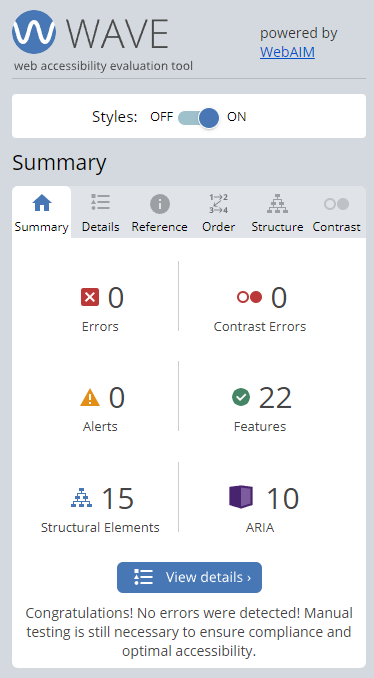 WAVE
web accessibility evaluation tool
powered by
WebAIM
Styles: OFF ON
Summary
Summary Details Reference Order Structure Contrast
0
Errors
0
Contrast Errors
0
Alerts
22
Features
15
Structural Elements
10
ARIA
View details ›
Congratulations! No errors were detected! Manual
testing is still necessary to ensure compliance and
optimal accessibility.